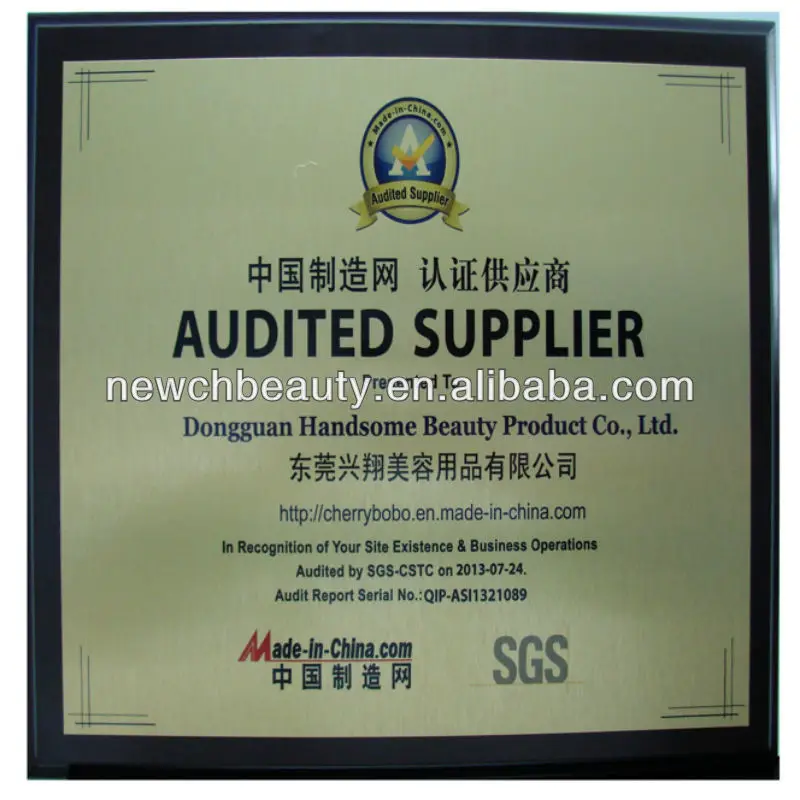 Made-in-China.com
A
Audited Supplier
中国制造网 认证供应商
AUDITED SUPPLIER
Presented To
newchbeauty.en.alibaba.com
Dongguan Handsome Beauty Product Co., Ltd.
东莞兴翔美容用品有限公司
http://cherrybobo.en.made-in-china.com
In Recognition of Your Site Existence & Business Operations
Audited by SGS-CSTC on 2013-07-24.
Audit Report Serial No.: QIP-ASI1321089
Made-in-China.com
中国制造网
SGS